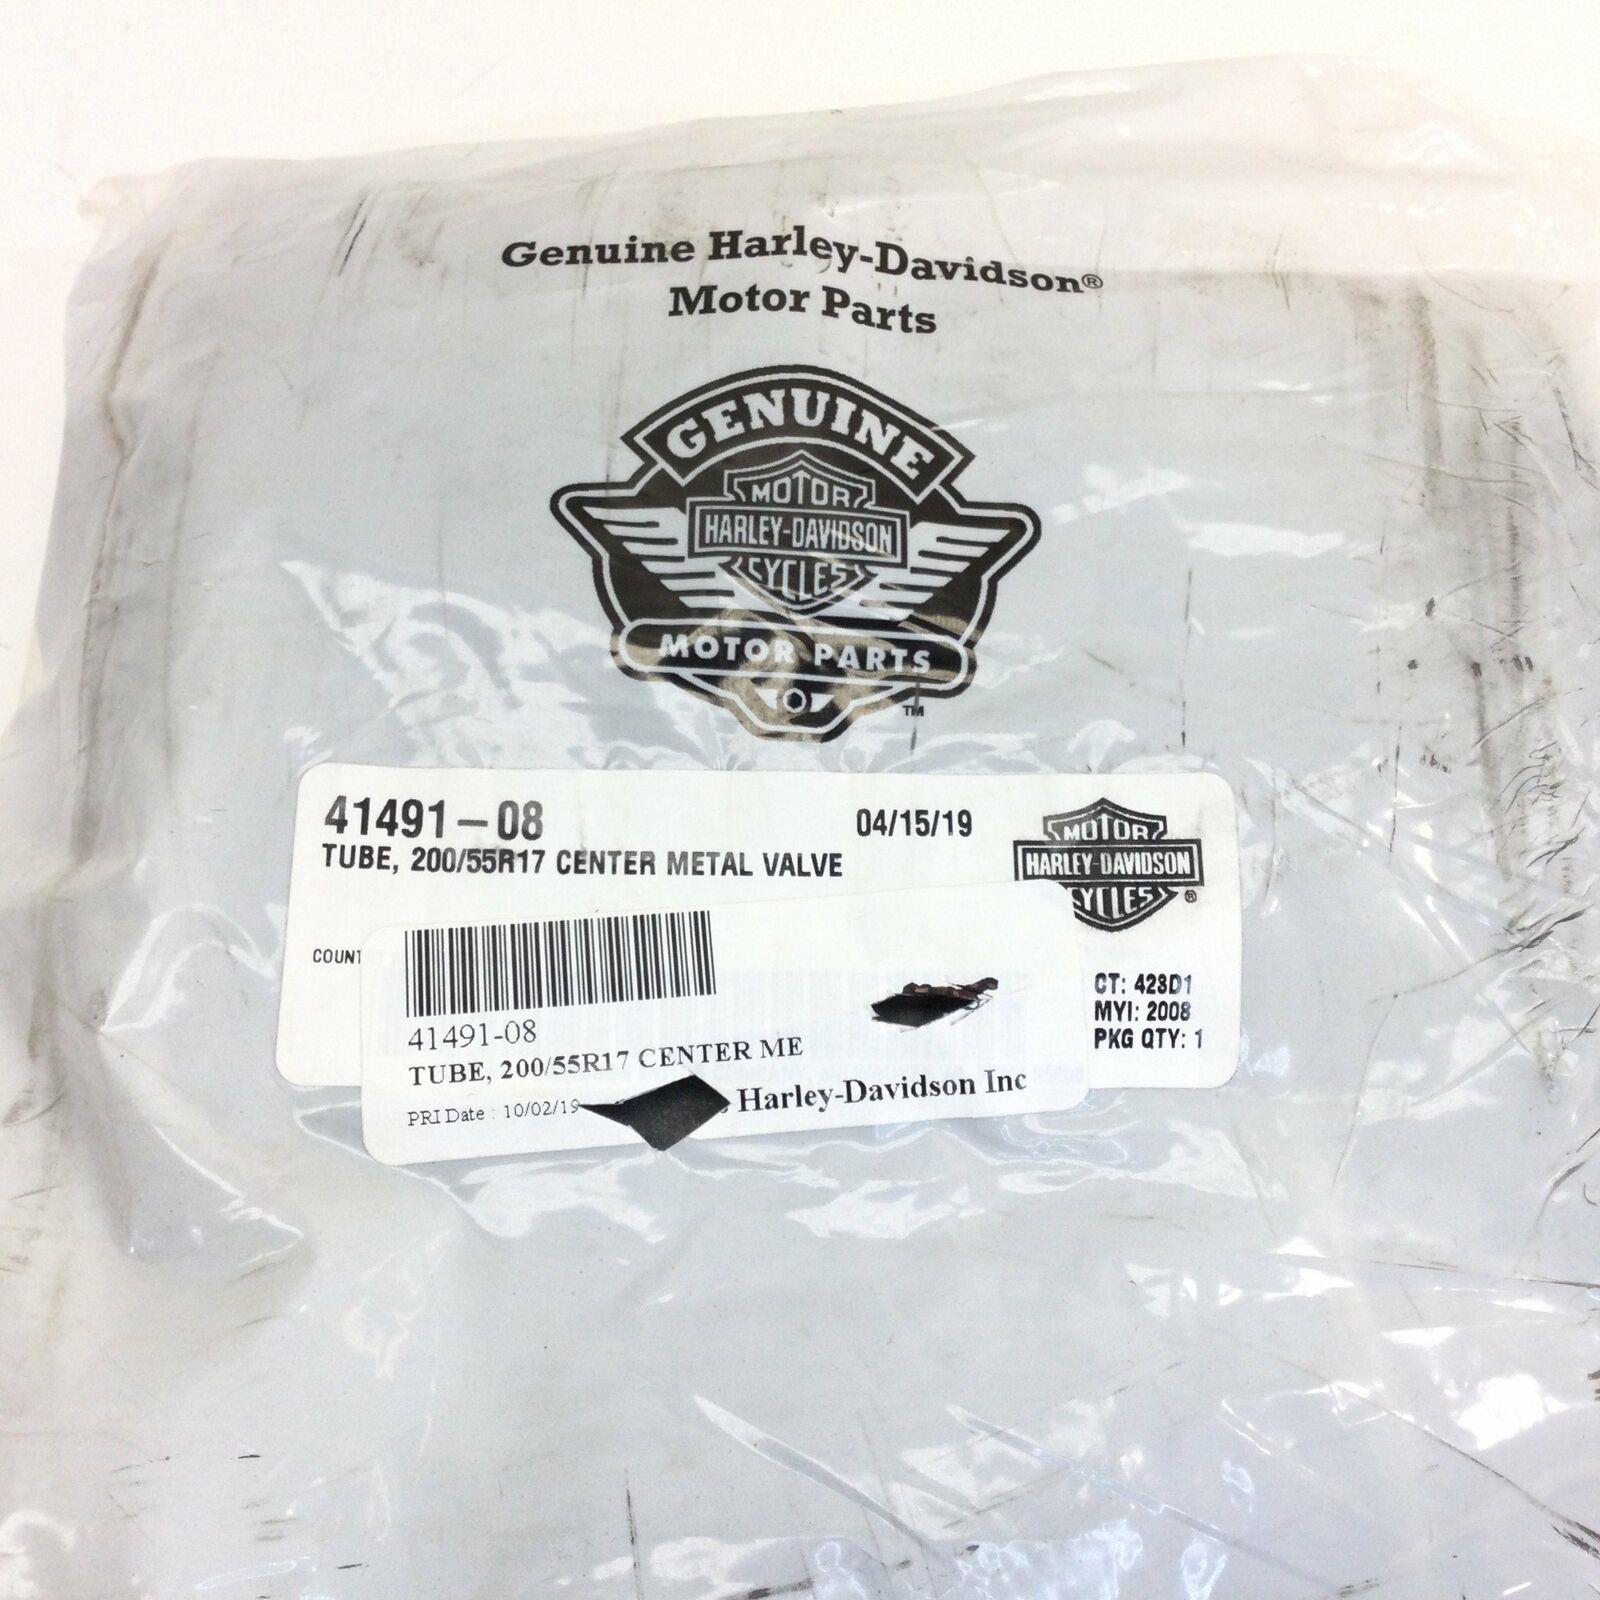 Genuine Harley-Davidson®
Motor Parts
GENUINE
MOTOR
HARLEY-DAVIDSON
CYCLES
MOTOR PARTS
TM
41491-08
04/15/19
TUBE, 200/55R17 CENTER METAL VALVE
MOTOR
HARLEY-DAVIDSON
CYCLES
®
COUNT
CT: 423D1
MYI: 2008
PKG QTY: 1
41491-08
TUBE, 200/55R17 CENTER ME
PRI Date : 10/02/19
Harley-Davidson Inc